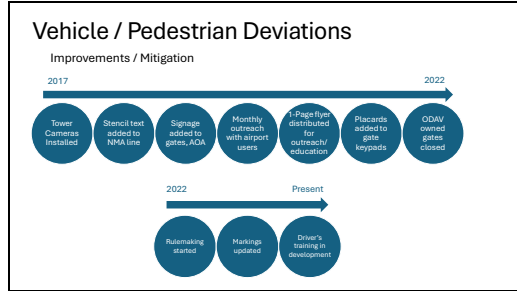 Vehicle / Pedestrian Deviations
Improvements / Mitigation
2017
2022
Tower
Cameras
Installed
Stencil text
added to
NMA line
Signage
added to
gates, AOA
Monthly
outreach
with airport
users
1-Page flyer
distributed
for
outreach/
education
Placards
added to
gate
keypads
ODAV
owned
gates
closed
2022
Present
Rulemaking
started
Markings
updated
Driver's
training in
development